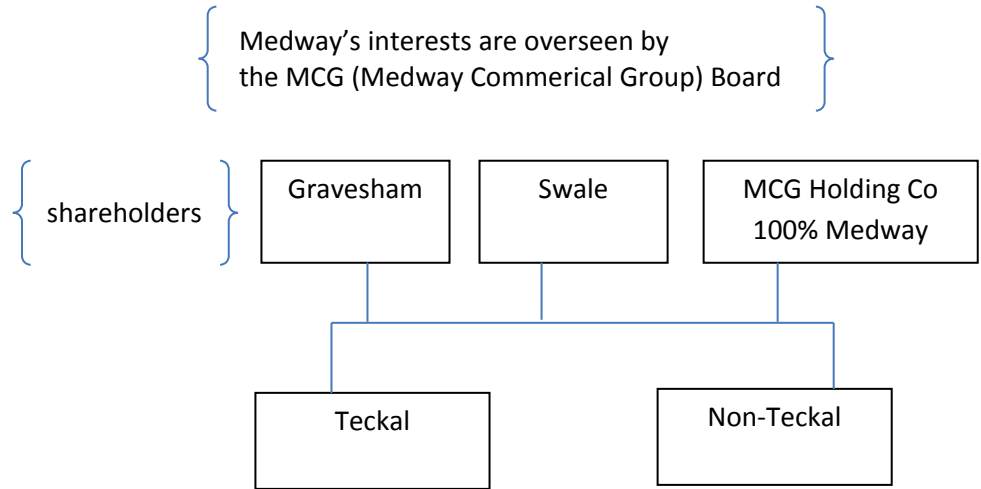 Medway’s interests are overseen by
the MCG (Medway Commerical Group) Board
shareholders
Gravesham
Swale
MCG Holding Co
100% Medway
Teckal
Non-Teckal